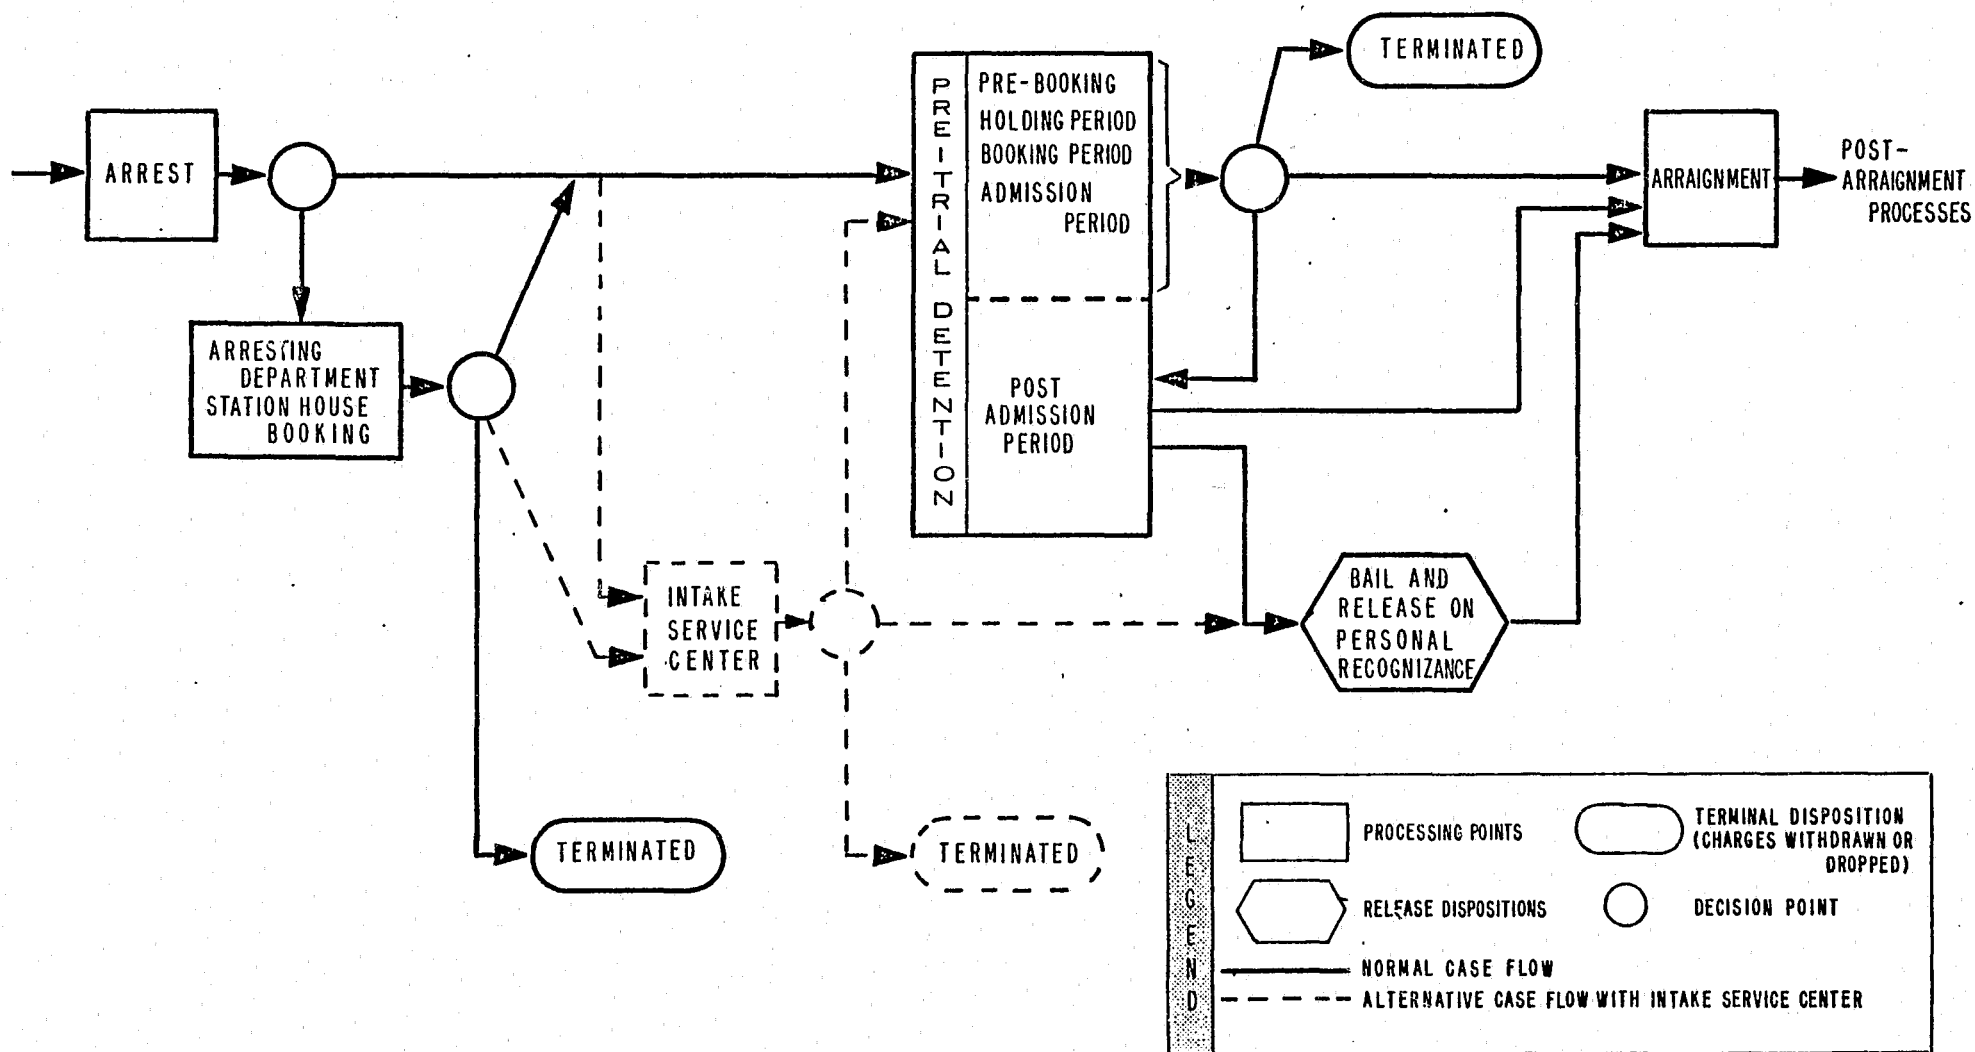 TERMINATED
ARREST
PRETRIAL DETENTION
PRE-BOOKING
HOLDING PERIOD
BOOKING PERIOD
ADMISSION
PERIOD
ARRAIGNMENT
POST-
ARRAIGNMENT
PROCESSES
ARRESTING
DEPARTMENT
STATION HOUSE
BOOKING
POST
ADMISSION
PERIOD
INTAKE
SERVICE
CENTER
BAIL AND
RELEASE ON
PERSONAL
RECOGNIZANCE
TERMINATED
TERMINATED
LEGEND
PROCESSING POINTS
TERMINAL DISPOSITION
(CHARGES WITHDRAWN OR
DROPPED)
RELEASE DISPOSITIONS
DECISION POINT
NORMAL CASE FLOW
ALTERNATIVE CASE FLOW WITH INTAKE SERVICE CENTER